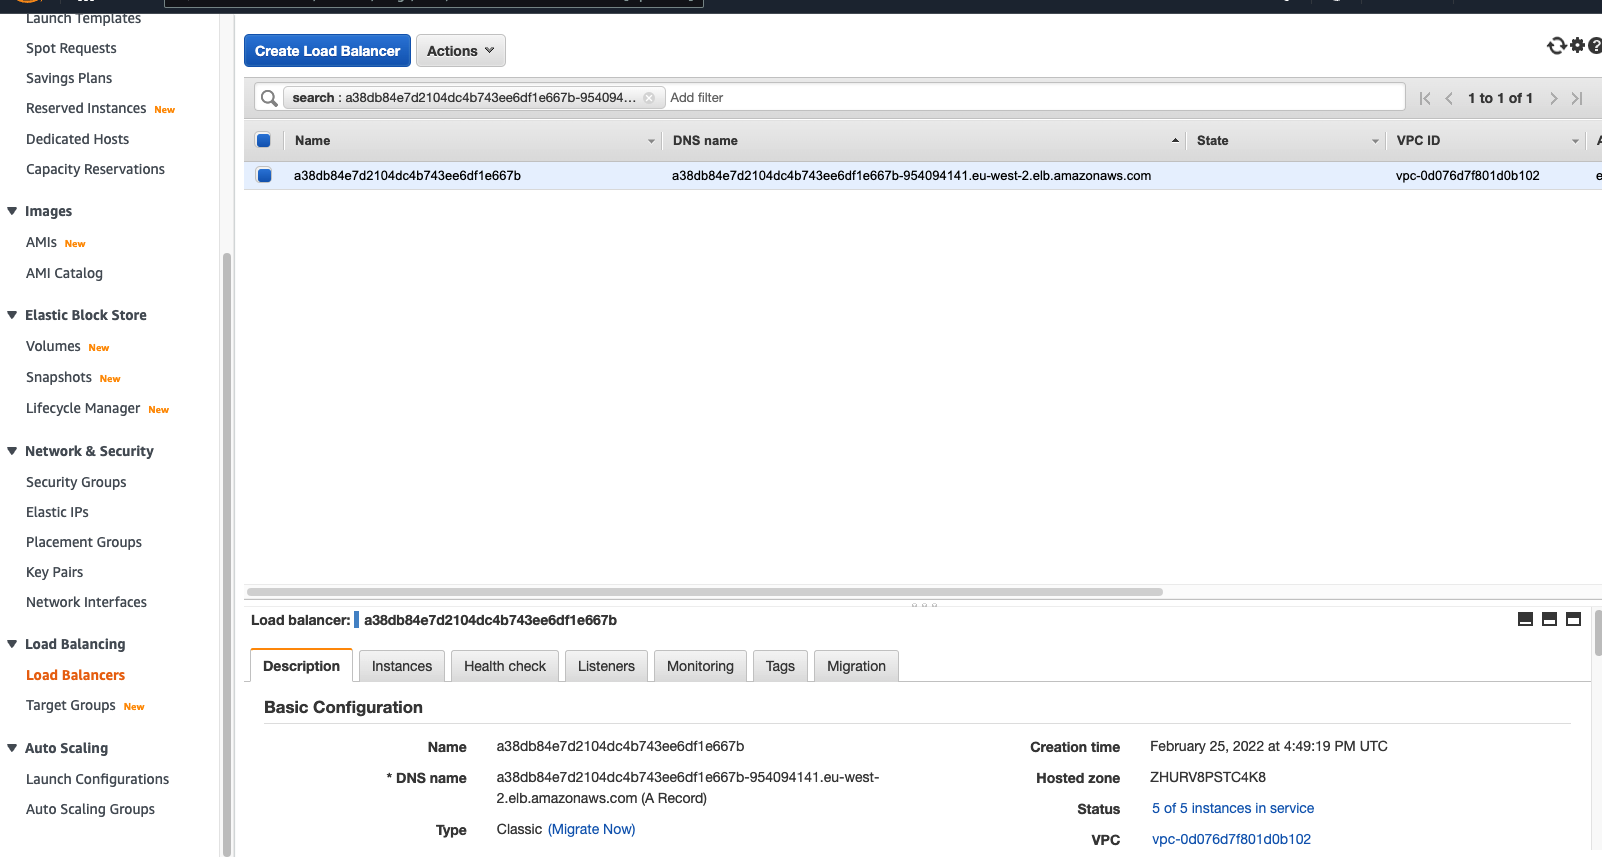 Launch Templates
Spot Requests
Savings Plans
Reserved Instances New
Dedicated Hosts
Capacity Reservations
Images
AMIs New
AMI Catalog
Elastic Block Store
Volumes New
Snapshots New
Lifecycle Manager New
Network & Security
Security Groups
Elastic IPs
Placement Groups
Key Pairs
Network Interfaces
Load Balancing
Load Balancers
Target Groups New
Auto Scaling
Launch Configurations
Auto Scaling Groups
Create Load Balancer Actions
search : a38db84e7d2104dc4b743ee6df1e667b-954094... Add filter 1 to 1 of 1
Name DNS name State VPC ID
a38db84e7d2104dc4b743ee6df1e667b a38db84e7d2104dc4b743ee6df1e667b-954094141.eu-west-2.elb.amazonaws.com vpc-0d076d7f801d0b102
Load balancer: a38db84e7d2104dc4b743ee6df1e667b
Description Instances Health check Listeners Monitoring Tags Migration
Basic Configuration
Name a38db84e7d2104dc4b743ee6df1e667b
* DNS name a38db84e7d2104dc4b743ee6df1e667b-954094141.eu-west-
2.elb.amazonaws.com (A Record)
Type Classic (Migrate Now)
Creation time February 25, 2022 at 4:49:19 PM UTC
Hosted zone ZHURV8PSTC4K8
Status 5 of 5 instances in service
VPC vpc-0d076d7f801d0b102